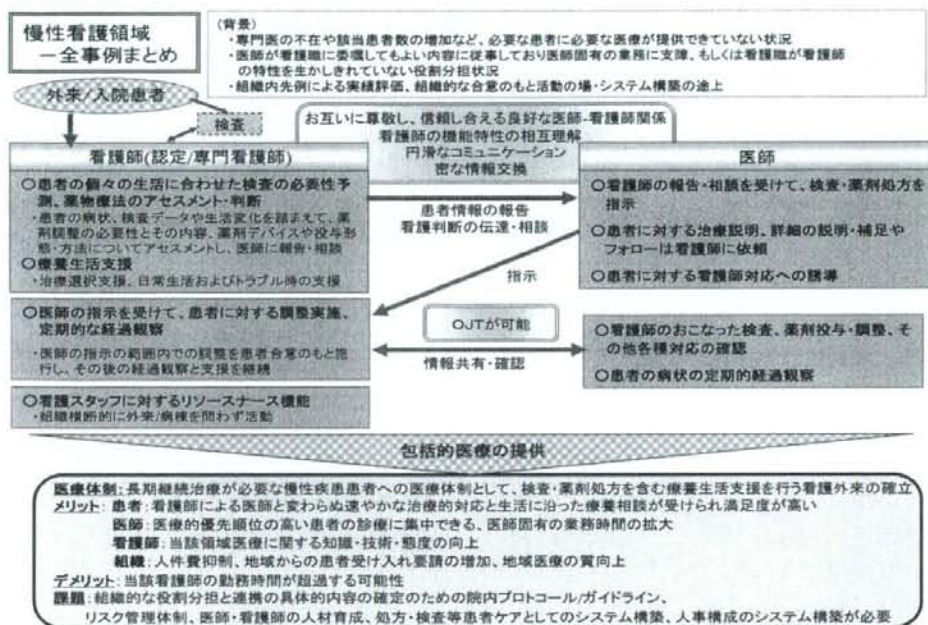 慢性看護領域
－全事例まとめ
（背景）
・専門医の不在や該当患者数の増加など、必要な患者に必要な医療が提供できていない状況
・医師が看護職に委嘱してもよい内容に従事しており医師固有の業務に支障、もしくは看護職が看護師
の特性を生かしきれていない役割分担状況
・組織内先例による実績評価、組織的な合意のもと活動の場・システム構築の途上
外来/入院患者
検査
お互いに尊敬し、信頼し合える良好な医師-看護師関係
看護師の機能特性の相互理解
円滑なコミュニケーション
密な情報交換
看護師(認定/専門看護師)
○患者の個々の生活に合わせた検査の必要性予
測、薬物療法のアセスメント・判断
・患者の病状、検査データや生活変化を踏まえて、薬
剤調整の必要性とその内容、薬剤デバイスや投与形
態・方法についてアセスメントし、医師に報告・相談
○療養生活支援
・治療選択支援、日常生活およびトラブル時の支援
患者情報の報告
看護判断の伝達・相談
指示
医師
○看護師の報告・相談を受けて、検査・薬剤処方を
指示
○患者に対する治療説明、詳細の説明・補足や
フォローは看護師に依頼
○患者に対する看護師対応への誘導
○医師の指示を受けて、患者に対する調整実施、
定期的な経過観察
・医師の指示の範囲内での調整を患者合意のもと施
行し、その後の経過観察と支援を継続
OJTが可能
情報共有・確認
○看護師のおこなった検査、薬剤投与・調整、そ
の他各種対応の確認
○患者の病状の定期的経過観察
○看護スタッフに対するリソースナース機能
・組織横断的に外来/病棟を問わず活動
包括的医療の提供
医療体制：長期継続治療が必要な慢性疾患患者への医療体制として、検査・薬剤処方を含む療養生活支援を行う看護外来の確立
メリット：患者：看護師による医師と変わらぬ速やかな治療的対応と生活に沿った療養相談が受けられ満足度が高い
医師：医療的優先順位の高い患者の診療に集中できる、医師固有の業務時間の拡大
看護師：当該領域医療に関する知識・技術・態度の向上
組織：人件費抑制、地域からの患者受け入れ要請の増加、地域医療の質向上
デメリット：当該看護師の勤務時間が超過する可能性
課題：組織的な役割分担と連携の具体的内容の確定のための院内プロトコール/ガイドライン、
リスク管理体制、医師・看護師の人材育成、処方・検査等患者ケアとしてのシステム構築、人事構成のシステム構築が必要